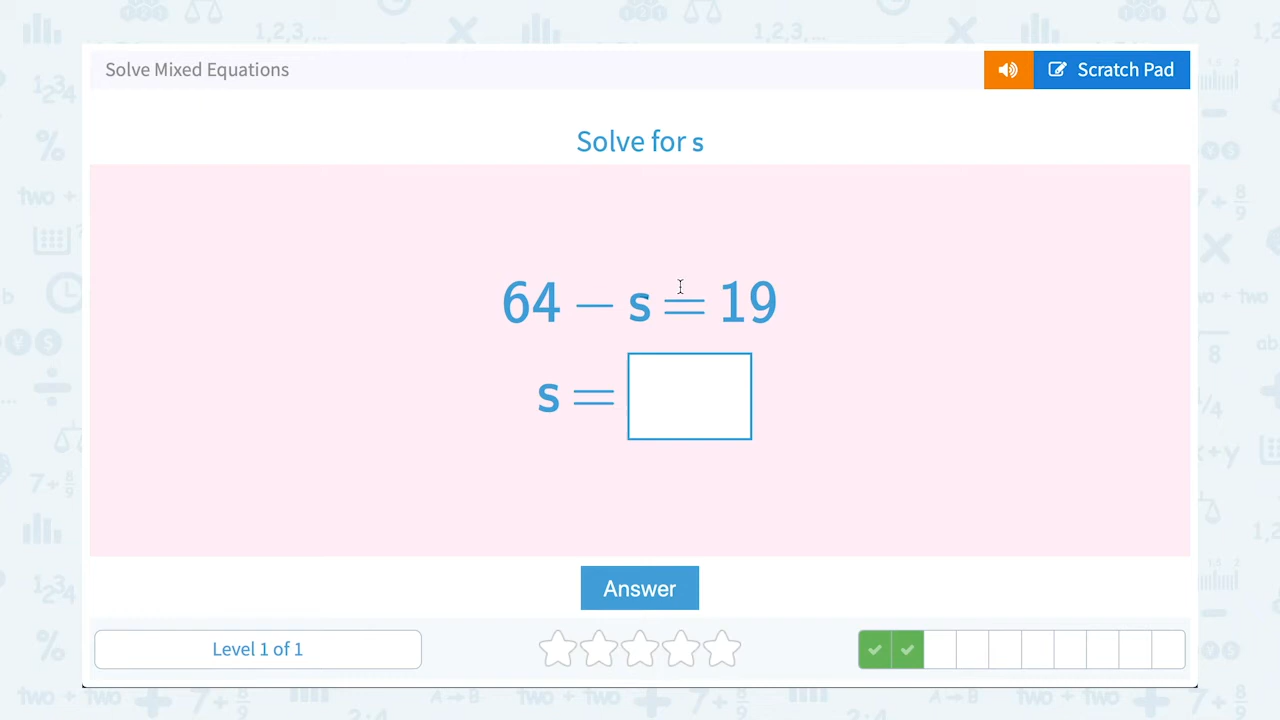 Solve Mixed Equations
Scratch Pad
Solve for s
64 − s = 19
s =
Answer
Level 1 of 1